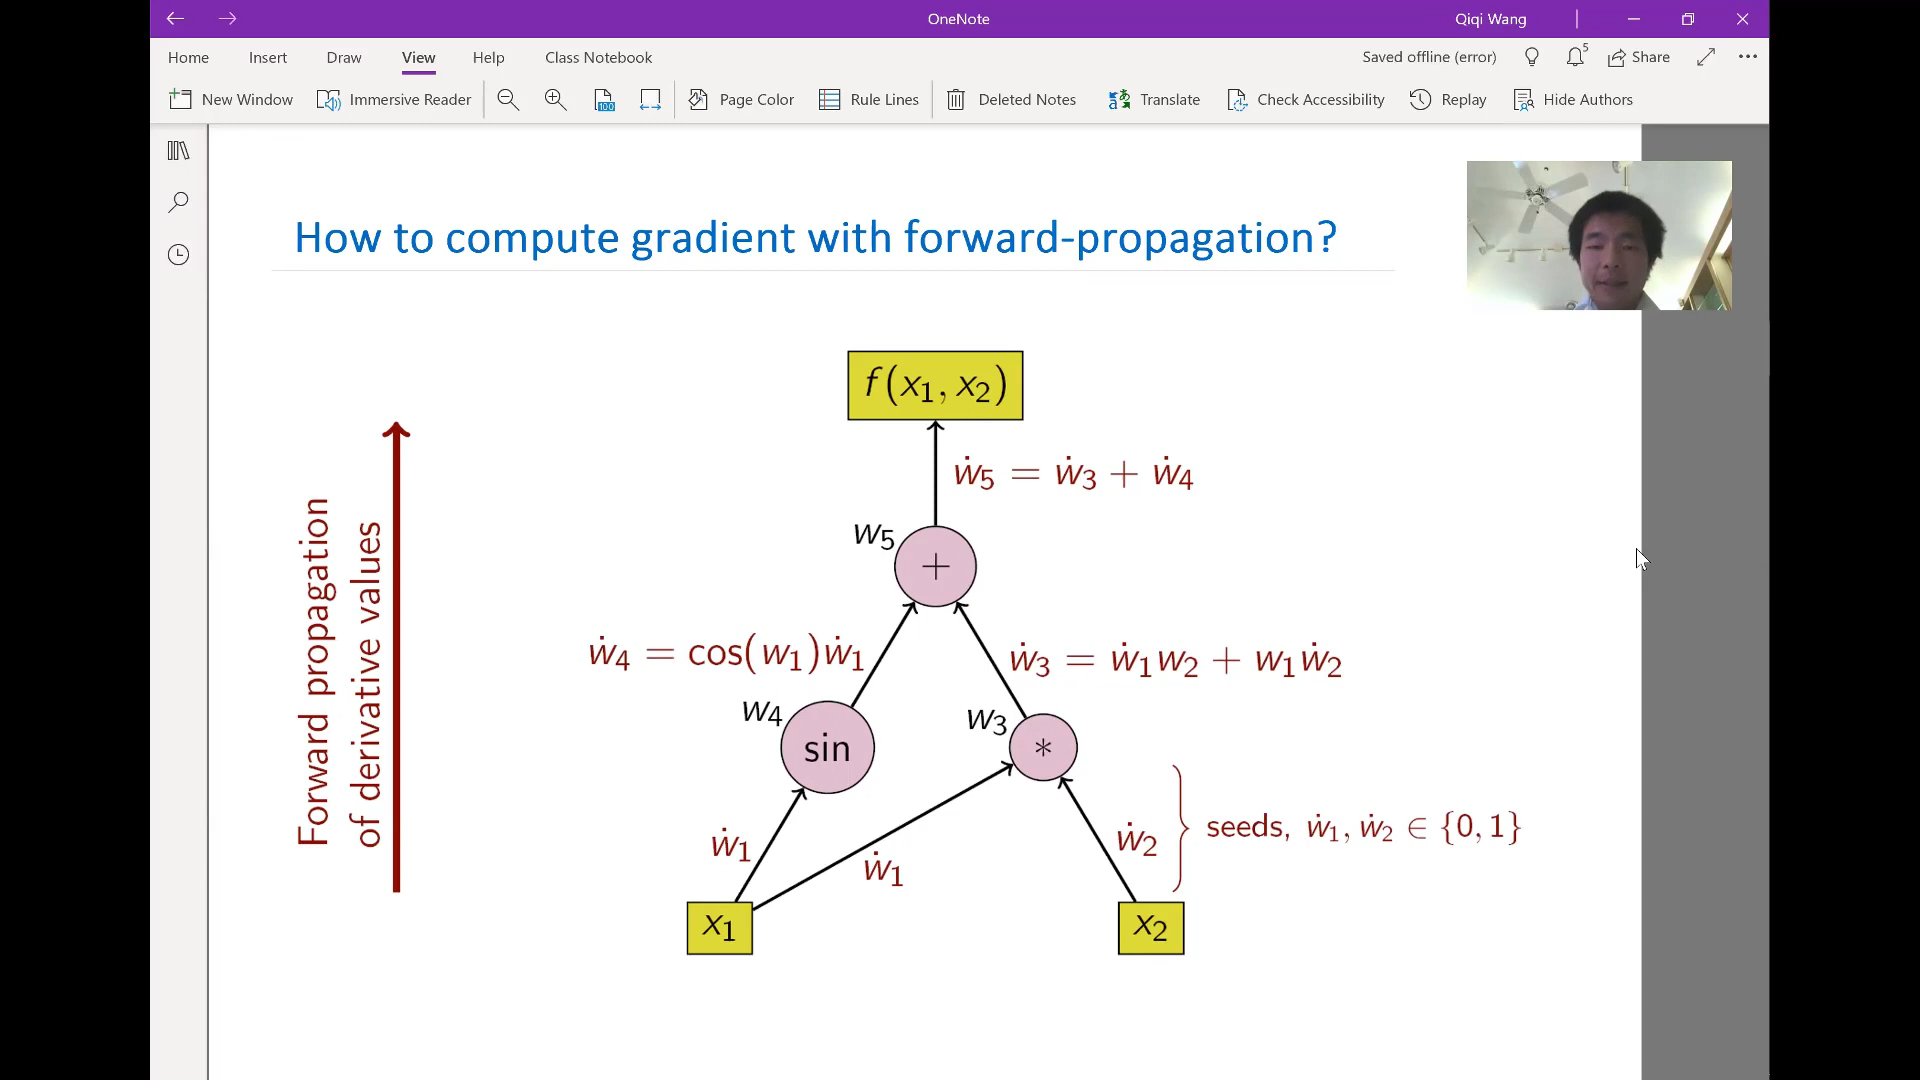 OneNote
Qiqi Wang
Home Insert Draw View Help Class Notebook
Saved offline (error) 5 Share
New Window Immersive Reader 100 Page Color Rule Lines Deleted Notes Translate Check Accessibility Replay Hide Authors
How to compute gradient with forward-propagation?
f(x₁, x₂)
ẇ₅ = ẇ₃ + ẇ₄
w₅
+
Forward propagation
of derivative values
ẇ₄ = cos(w₁)ẇ₁
ẇ₃ = ẇ₁w₂ + w₁ẇ₂
w₄
sin
w₃
*
ẇ₁
ẇ₁
ẇ₂
seeds, ẇ₁, ẇ₂ ∈ {0, 1}
x₁
x₂